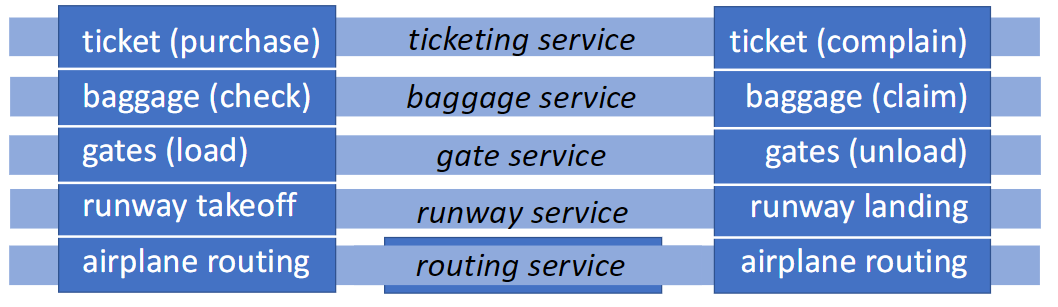 ticket (purchase) ticketing service ticket (complain)
baggage (check) baggage service baggage (claim)
gates (load) gate service gates (unload)
runway takeoff runway service runway landing
airplane routing routing service airplane routing